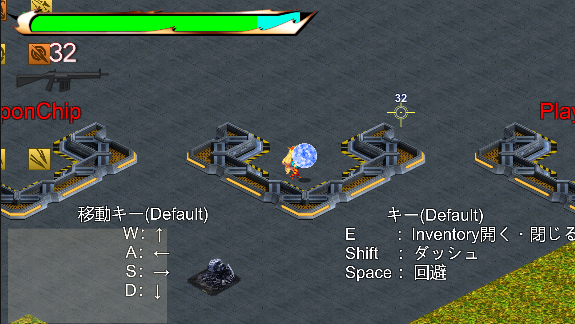 32
32
ponChip
Play
移動キー(Default)
W: ↑
A: ←
S: →
D: ↓
キー(Default)
E : Inventory開く・閉じる
Shift : ダッシュ
Space : 回避